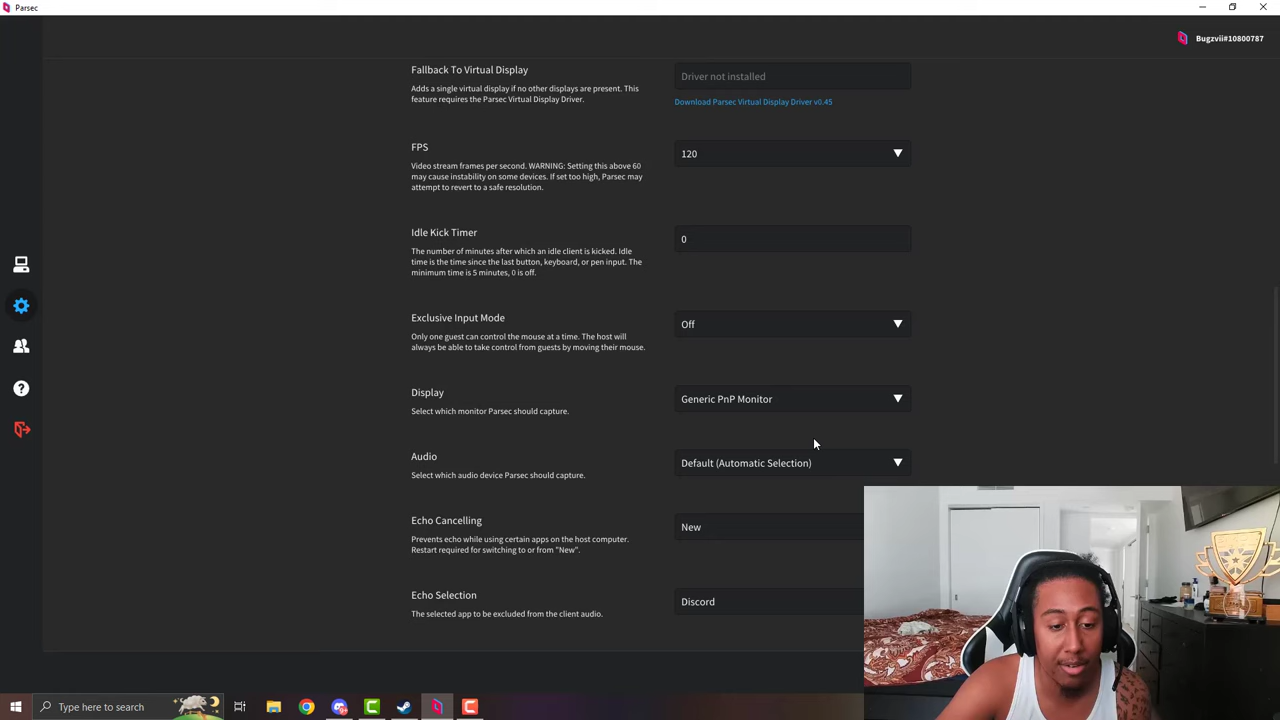 Parsec
Bugzvii#10800787
Fallback To Virtual Display
Adds a single virtual display if no other displays are present. This
feature requires the Parsec Virtual Display Driver.
Driver not installed
Download Parsec Virtual Display Driver v0.45
FPS
Video stream frames per second. WARNING: Setting this above 60
may cause instability on some devices. If set too high, Parsec may
attempt to revert to a safe resolution.
120
Idle Kick Timer
The number of minutes after which an idle client is kicked. Idle
time is the time since the last button, keyboard, or pen input. The
minimum time is 5 minutes, 0 is off.
0
Exclusive Input Mode
Only one guest can control the mouse at a time. The host will
always be able to take control from guests by moving their mouse.
Off
Display
Select which monitor Parsec should capture.
Generic PnP Monitor
Audio
Select which audio device Parsec should capture.
Default (Automatic Selection)
Echo Cancelling
Prevents echo while using certain apps on the host computer.
Restart required for switching to or from "New".
New
Echo Selection
The selected app to be excluded from the client audio.
Discord
Type here to search